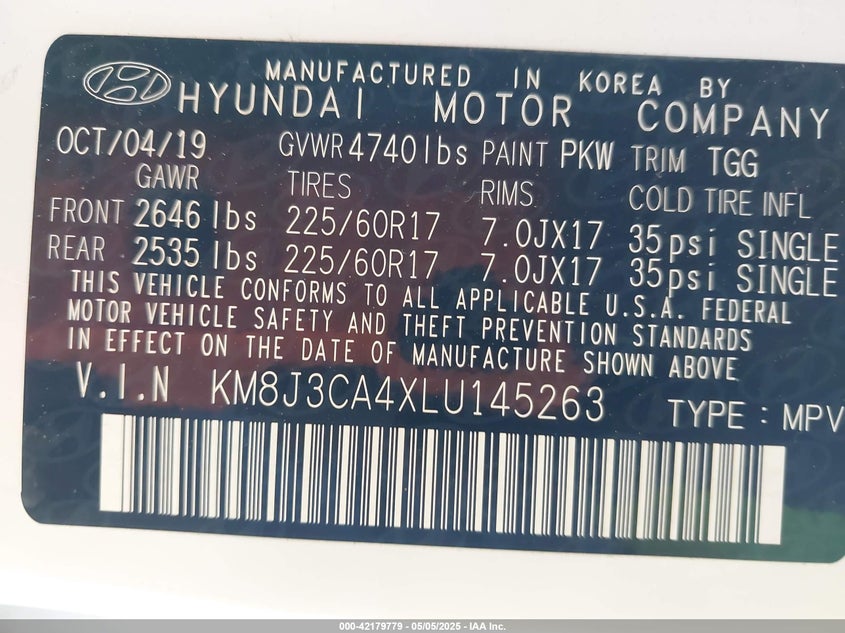 MANUFACTURED IN KOREA BY
HYUNDAI MOTOR COMPANY
OCT/04/19 GVWR 4740lbs PAINT PKW TRIM TGG
GAWR TIRES RIMS COLD TIRE INFL
FRONT 2646 lbs 225/60R17 7.0JX17 35psi SINGLE
REAR 2535 lbs 225/60R17 7.0JX17 35psi SINGLE
THIS VEHICLE CONFORMS TO ALL APPLICABLE U.S.A. FEDERAL
MOTOR VEHICLE SAFETY AND THEFT PREVENTION STANDARDS
IN EFFECT ON THE DATE OF MANUFACTURE SHOWN ABOVE
V.I.N KM8J3CA4XLU145263 TYPE : MPV
000-42179779 - 05/05/2025 - IAA Inc.